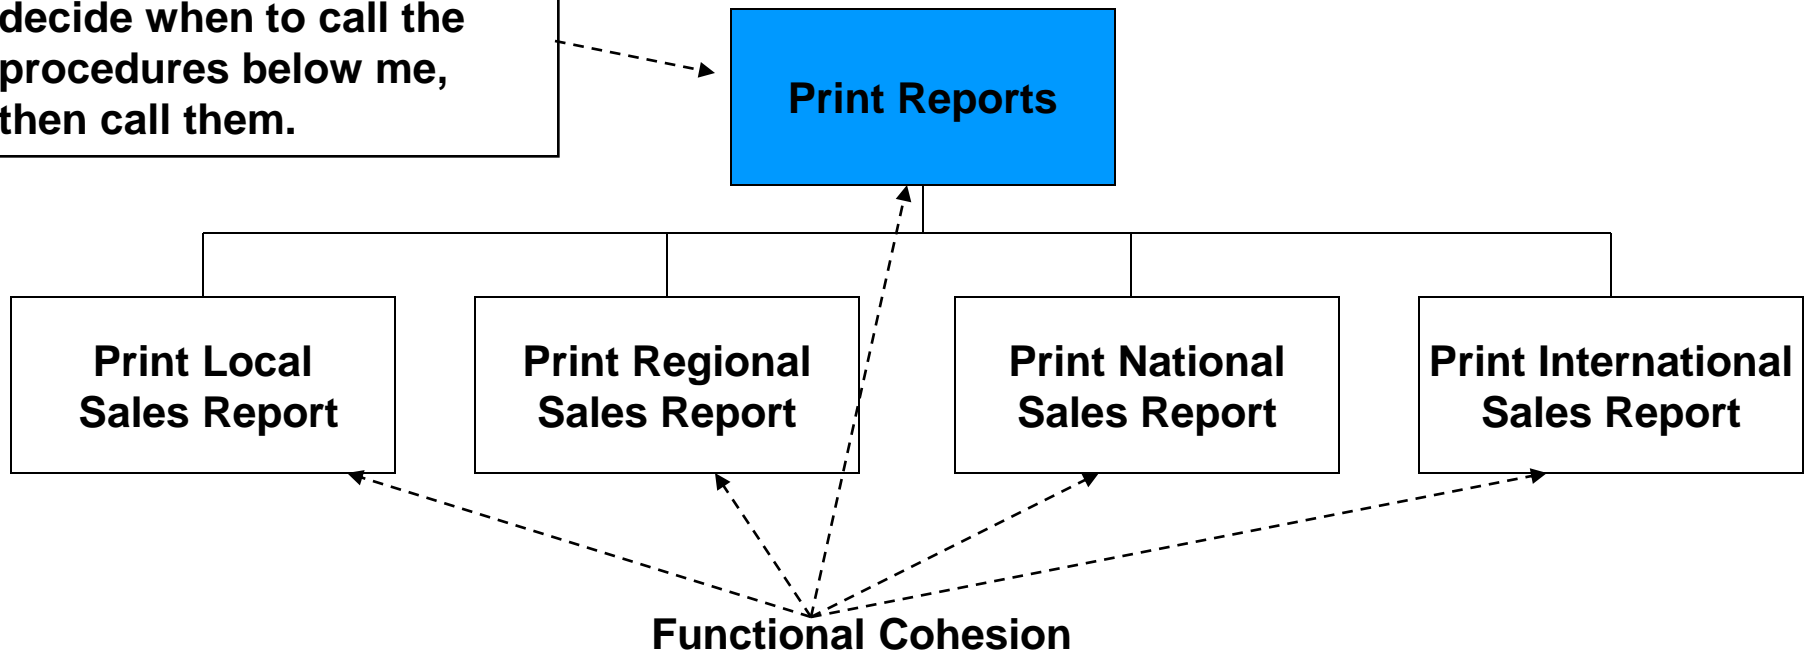 decide when to call the
procedures below me,
then call them.
Print Reports
Print Local
Sales Report
Print Regional
Sales Report
Print National
Sales Report
Print International
Sales Report
Functional Cohesion